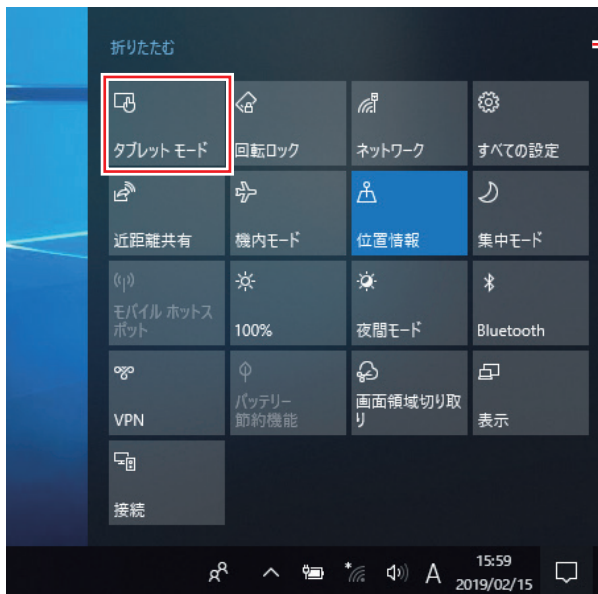 折りたたむ
タブレット モード
回転ロック
ネットワーク
すべての設定
近距離共有
機内モード
位置情報
集中モード
モバイル ホットス
ポット
100%
夜間モード
Bluetooth
VPN
バッテリー
節約機能
画面領域切り取
り
表示
接続
A
15:59
2019/02/15